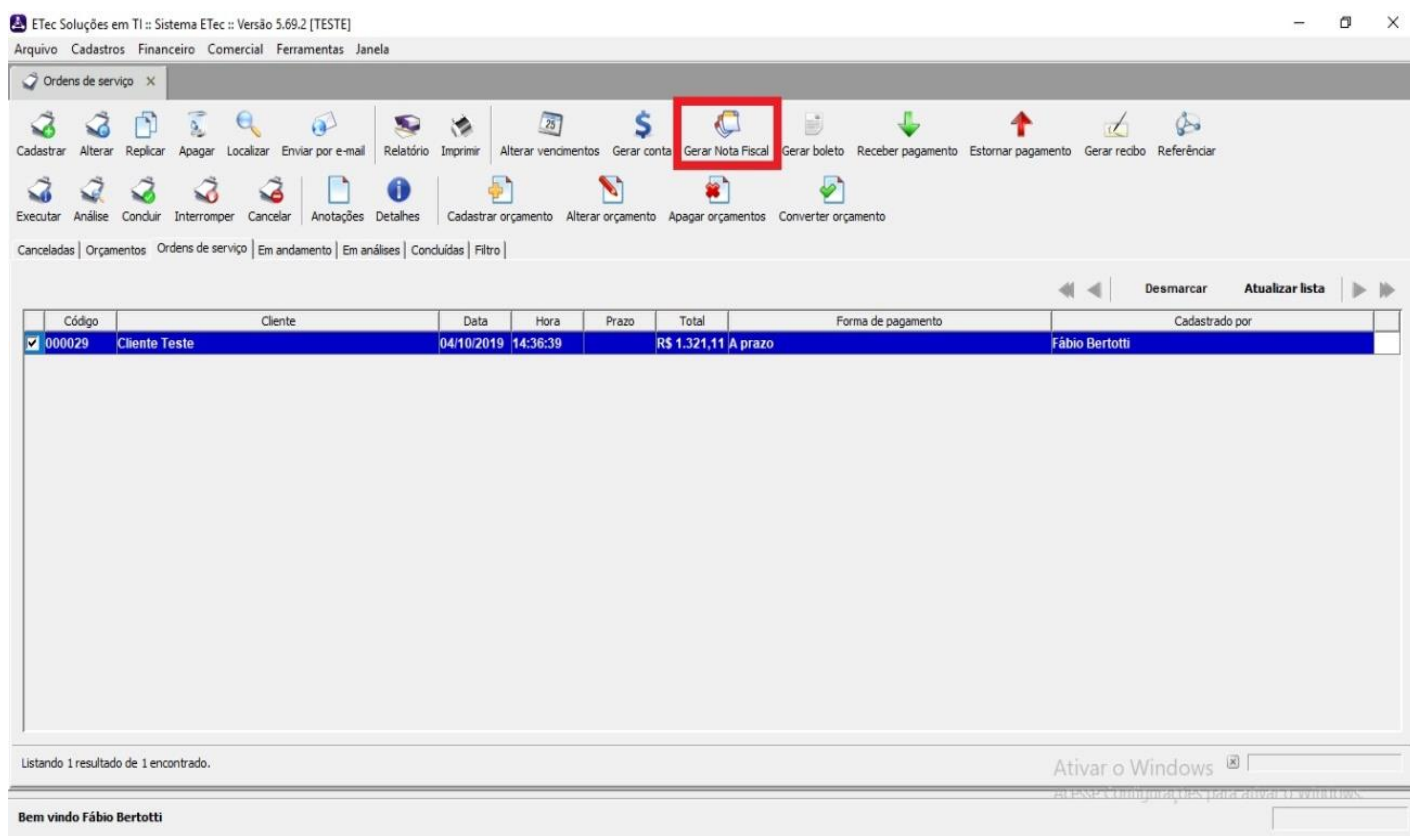 ETec Soluções em TI :: Sistema ETec :: Versão 5.69.2 [TESTE]
Arquivo Cadastros Financeiro Comercial Ferramentas Janela
Ordens de serviço
Cadastrar Alterar Replicar Apagar Localizar Enviar por e-mail Relatório Imprimir Alterar vencimentos Gerar conta Gerar Nota Fiscal Gerar boleto Receber pagamento Estornar pagamento Gerar recibo Referênciar
Executar Análise Concluir Interromper Cancelar Anotações Detalhes Cadastrar orçamento Alterar orçamento Apagar orçamentos Converter orçamento
Canceladas Orçamentos Ordens de serviço Em andamento Em análises Concluídas Filtro
Desmarcar Atualizar lista
Código Cliente Data Hora Prazo Total Forma de pagamento Cadastrado por
000029 Cliente Teste 04/10/2019 14:36:39 R$ 1.321,11 A prazo Fábio Bertotti
Listando 1 resultado de 1 encontrado.
Ativar o Windows
Acesse Configurações para ativar o Windows.
Bem vindo Fábio Bertotti